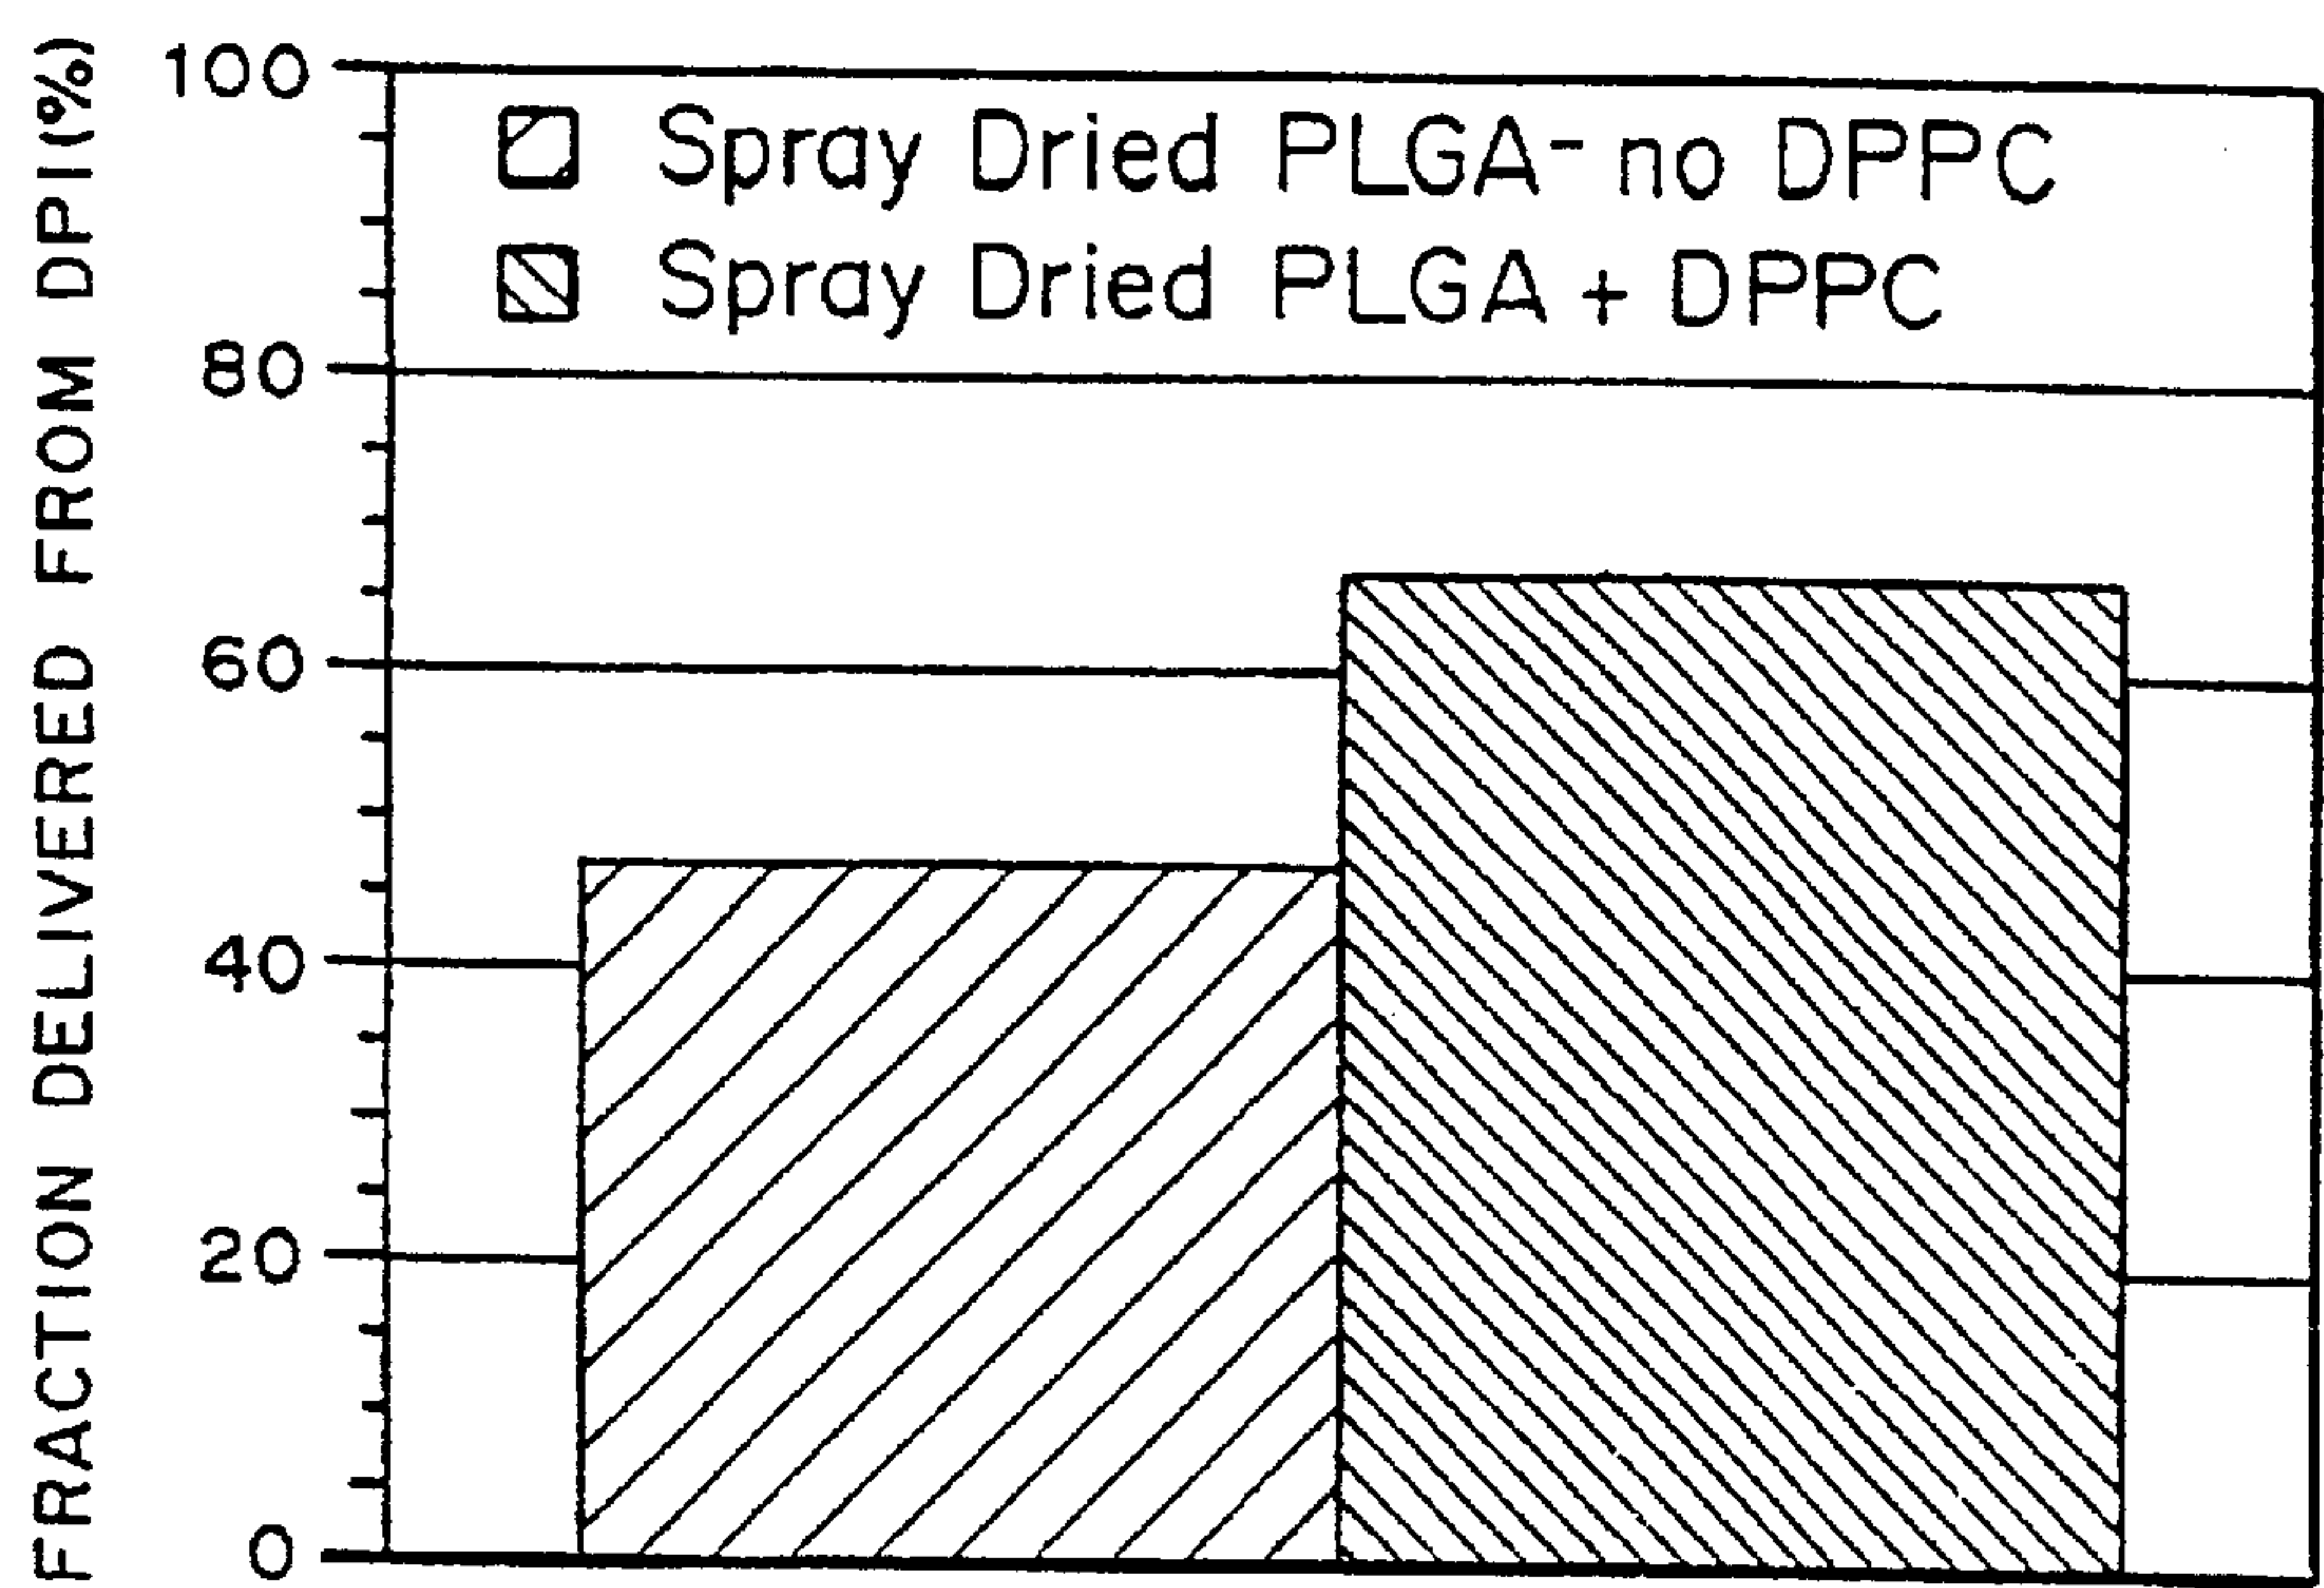 FRACTION DELIVERED FROM DPI(%)
100
80
60
40
20
0
Spray Dried PLGA- no DPPC
Spray Dried PLGA + DPPC